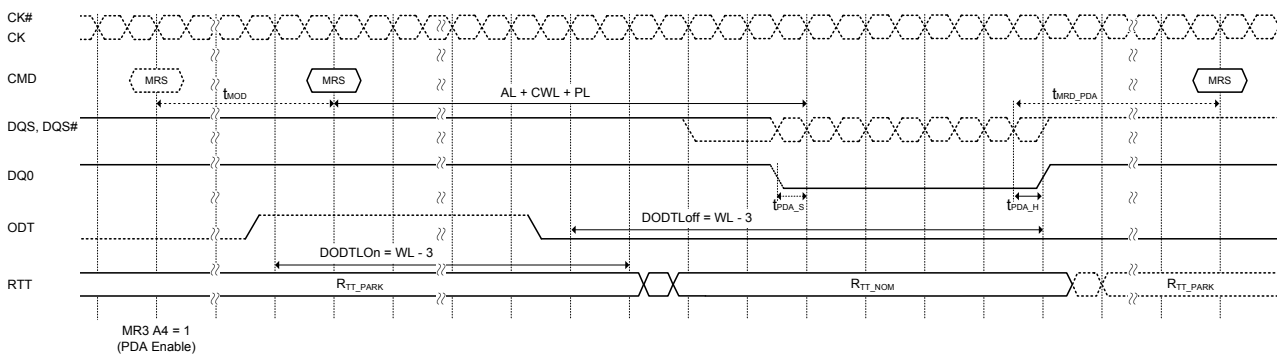 CK#
CK
CMD
MRS
MRS
MRS
tMOD
AL + CWL + PL
tMRD_PDA
DQS, DQS#
DQ0
tPDA_S
tPDA_H
ODT
DODTLoff = WL - 3
DODTLOn = WL - 3
RTT
RTT_PARK
RTT_NOM
RTT_PARK
MR3 A4 = 1
(PDA Enable)